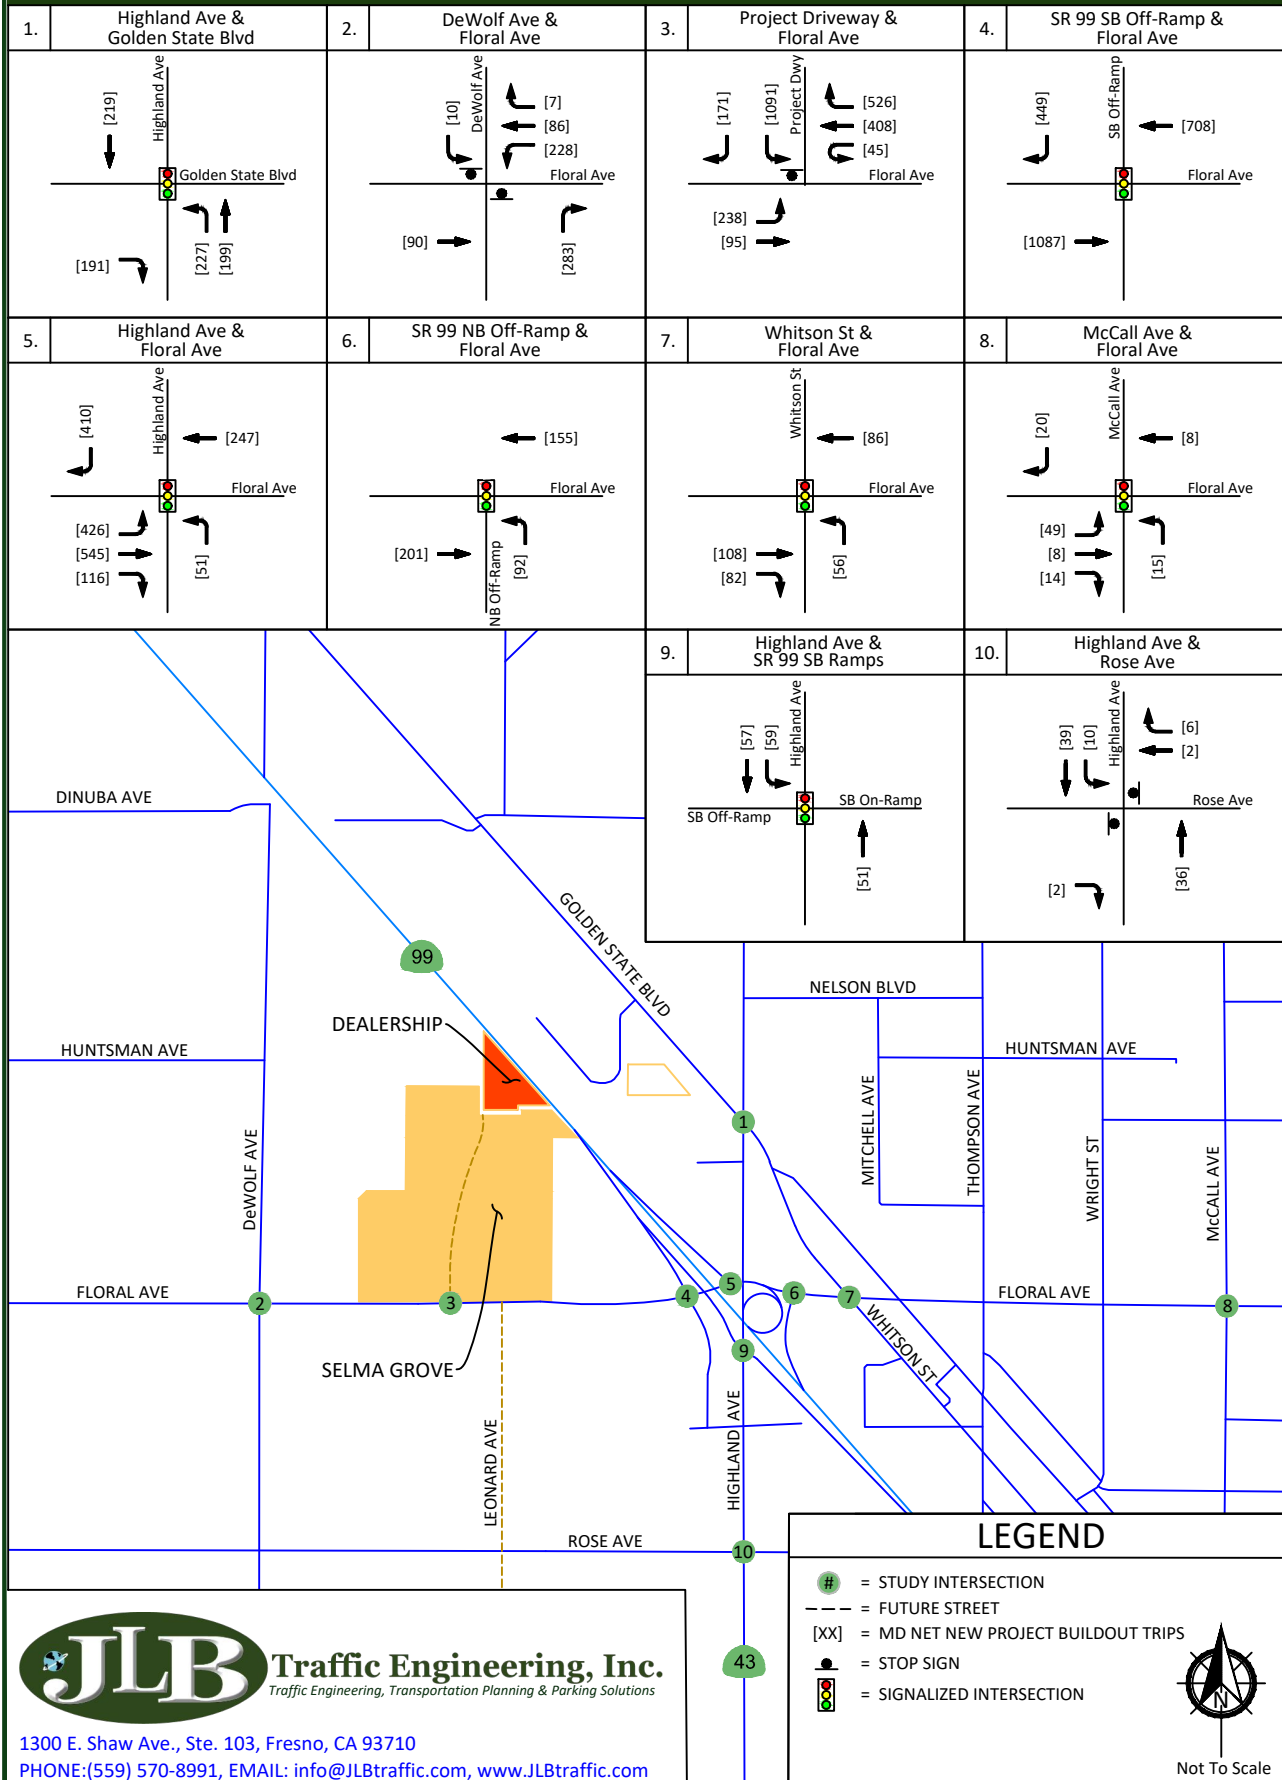 1.
Highland Ave &
Golden State Blvd
[219]
Highland Ave
Golden State Blvd
[191]
[227]
[199]
2.
DeWolf Ave &
Floral Ave
[10]
DeWolf Ave
[7]
[86]
[228]
Floral Ave
[90]
[283]
3.
Project Driveway &
Floral Ave
[171]
[1091]
Project Dwy
[526]
[408]
[45]
Floral Ave
[238]
[95]
4.
SR 99 SB Off-Ramp &
Floral Ave
[449]
SB Off-Ramp
[708]
Floral Ave
[1087]
5.
Highland Ave &
Floral Ave
[410]
Highland Ave
[247]
Floral Ave
[426]
[545]
[116]
[51]
6.
SR 99 NB Off-Ramp &
Floral Ave
[155]
Floral Ave
[201]
NB Off-Ramp
[92]
7.
Whitson St &
Floral Ave
Whitson St
[86]
Floral Ave
[108]
[82]
[56]
8.
McCall Ave &
Floral Ave
[20]
McCall Ave
[8]
Floral Ave
[49]
[8]
[14]
[15]
9.
Highland Ave &
SR 99 SB Ramps
[57]
[59]
Highland Ave
SB On-Ramp
SB Off-Ramp
[51]
10.
Highland Ave &
Rose Ave
[39]
[10]
Highland Ave
[6]
[2]
Rose Ave
[2]
[36]
DINUBA AVE
GOLDEN STATE BLVD
99
NELSON BLVD
DEALERSHIP
HUNTSMAN AVE
HUNTSMAN AVE
MITCHELL AVE
THOMPSON AVE
WRIGHT ST
McCALL AVE
DeWOLF AVE
1
FLORAL AVE
2
3
4
5
6
7
FLORAL AVE
8
WHITSON ST
9
SELMA GROVE
LEONARD AVE
HIGHLAND AVE
ROSE AVE
10
43
LEGEND
# = STUDY INTERSECTION
= FUTURE STREET
[XX] = MD NET NEW PROJECT BUILDOUT TRIPS
= STOP SIGN
= SIGNALIZED INTERSECTION
N
Not To Scale
JLB Traffic Engineering, Inc.
Traffic Engineering, Transportation Planning & Parking Solutions
1300 E. Shaw Ave., Ste. 103, Fresno, CA 93710
PHONE:(559) 570-8991, EMAIL: info@JLBtraffic.com, www.JLBtraffic.com